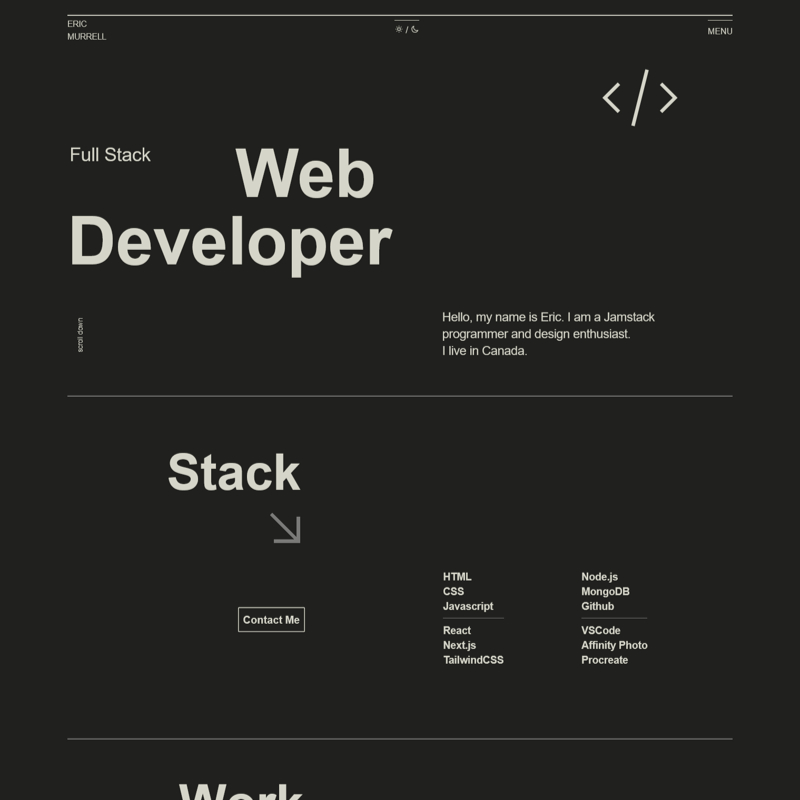 ERIC
MURRELL
/
MENU
</>
Full Stack
Web
Developer
scroll down
Hello, my name is Eric. I am a Jamstack
programmer and design enthusiast.
I live in Canada.
Stack
Contact Me
HTML
CSS
Javascript
React
Next.js
TailwindCSS
Node.js
MongoDB
Github
VSCode
Affinity Photo
Procreate
Work